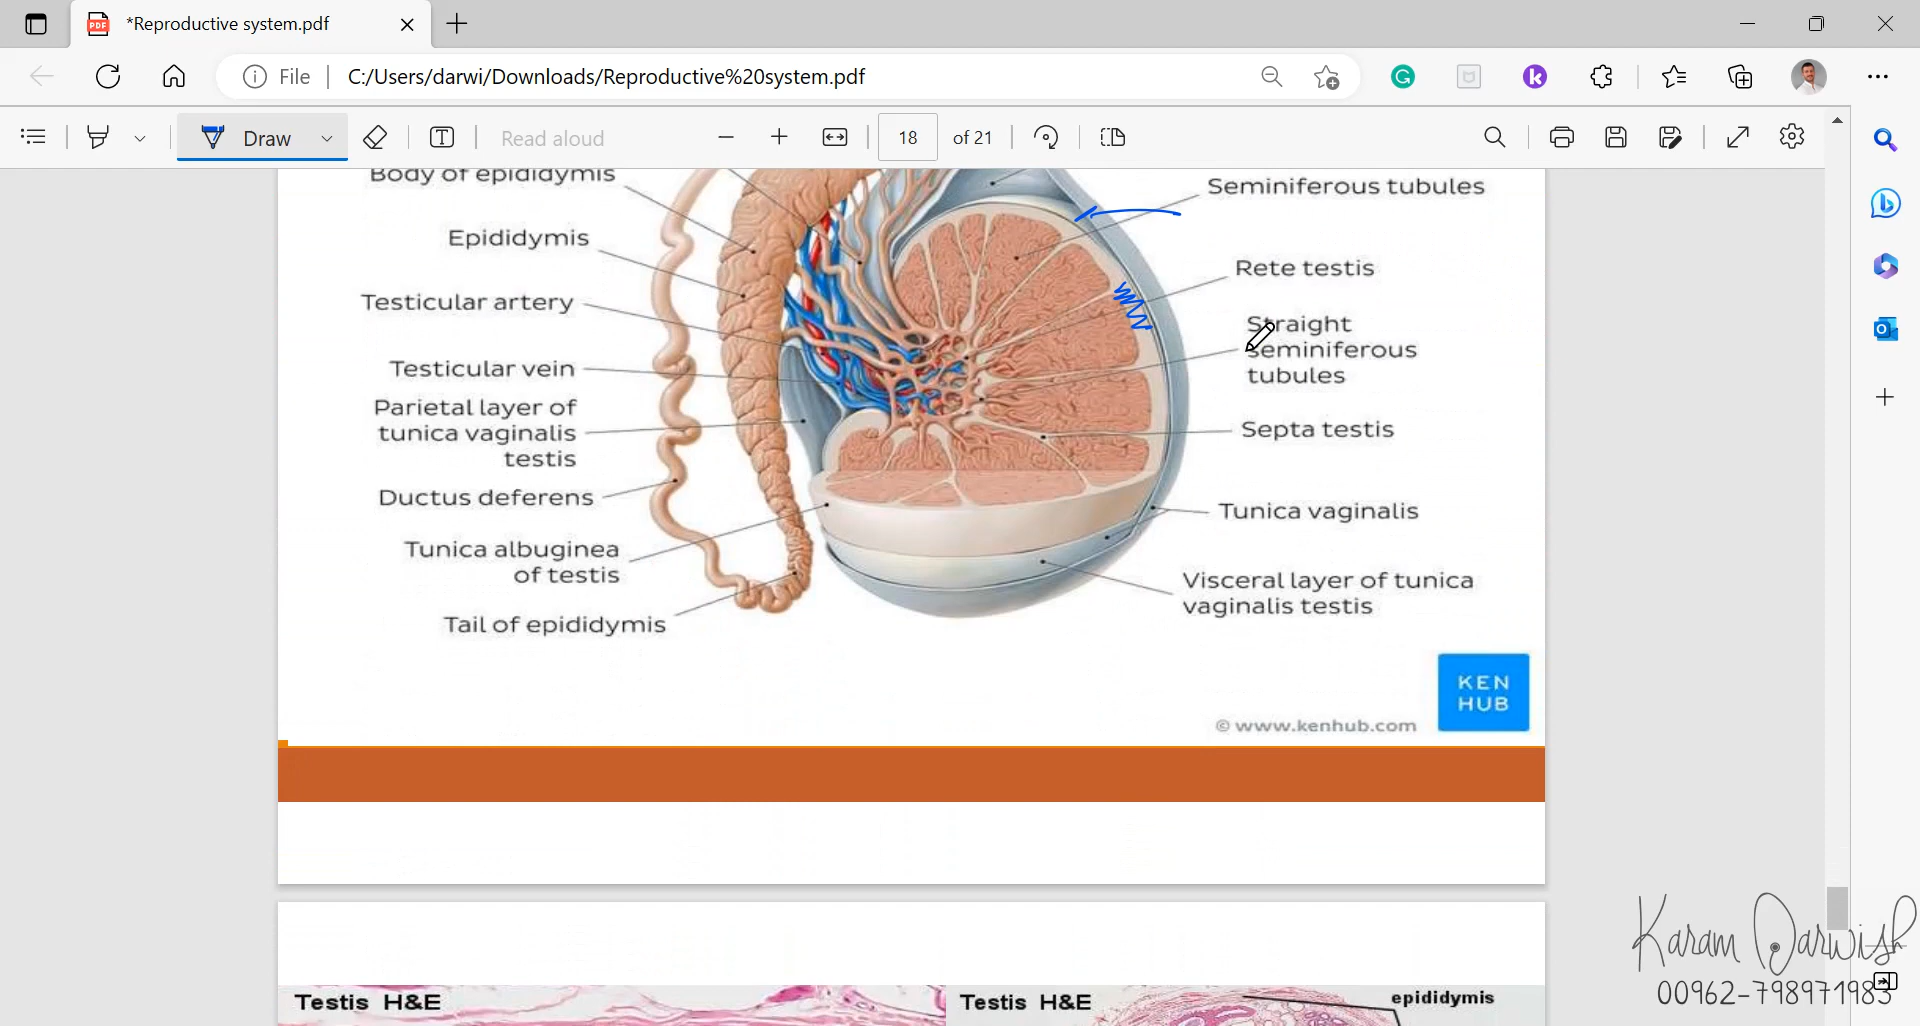 *Reproductive system.pdf
File
C:/Users/darwi/Downloads/Reproductive%20system.pdf
Draw
Read aloud
18
of 21
Body of epididymis
Epididymis
Testicular artery
Testicular vein
Parietal layer of
tunica vaginalis
testis
Ductus deferens
Tunica albuginea
of testis
Tail of epididymis
Seminiferous tubules
Rete testis
Straight
seminiferous
tubules
Septa testis
Tunica vaginalis
Visceral layer of tunica
vaginalis testis
KEN
HUB
© www.kenhub.com
Testis H&E
Testis H&E
epididymis
Karam Darwish
00962-798971983